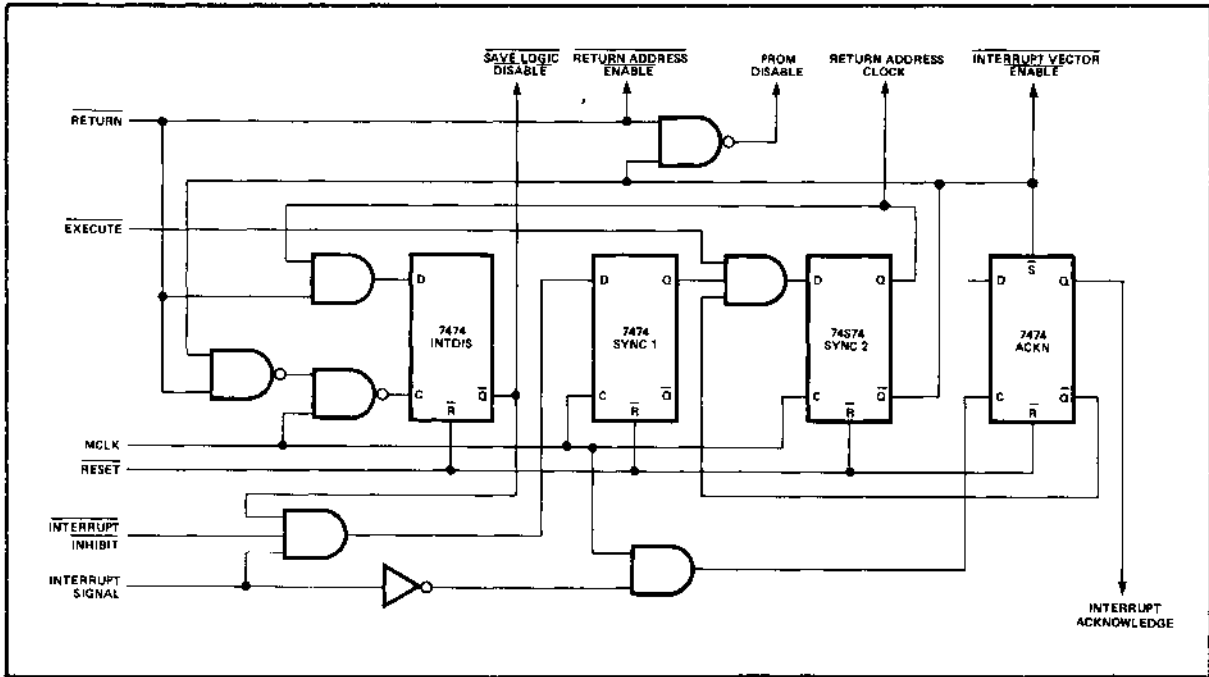 SAVE LOGIC
DISABLE
RETURN ADDRESS
ENABLE
PROM
DISABLE
RETURN ADDRESS
CLOCK
INTERRUPT VECTOR
ENABLE
RETURN
EXECUTE
D
7474
INTDIS
C
R
Q
D
Q
7474
SYNC 1
C
R
Q
D
Q
74S74
SYNC 2
C
R
Q
D
S
Q
7474
ACKN
C
R
Q
MCLK
RESET
INTERRUPT
INHIBIT
INTERRUPT
SIGNAL
INTERRUPT
ACKNOWLEDGE